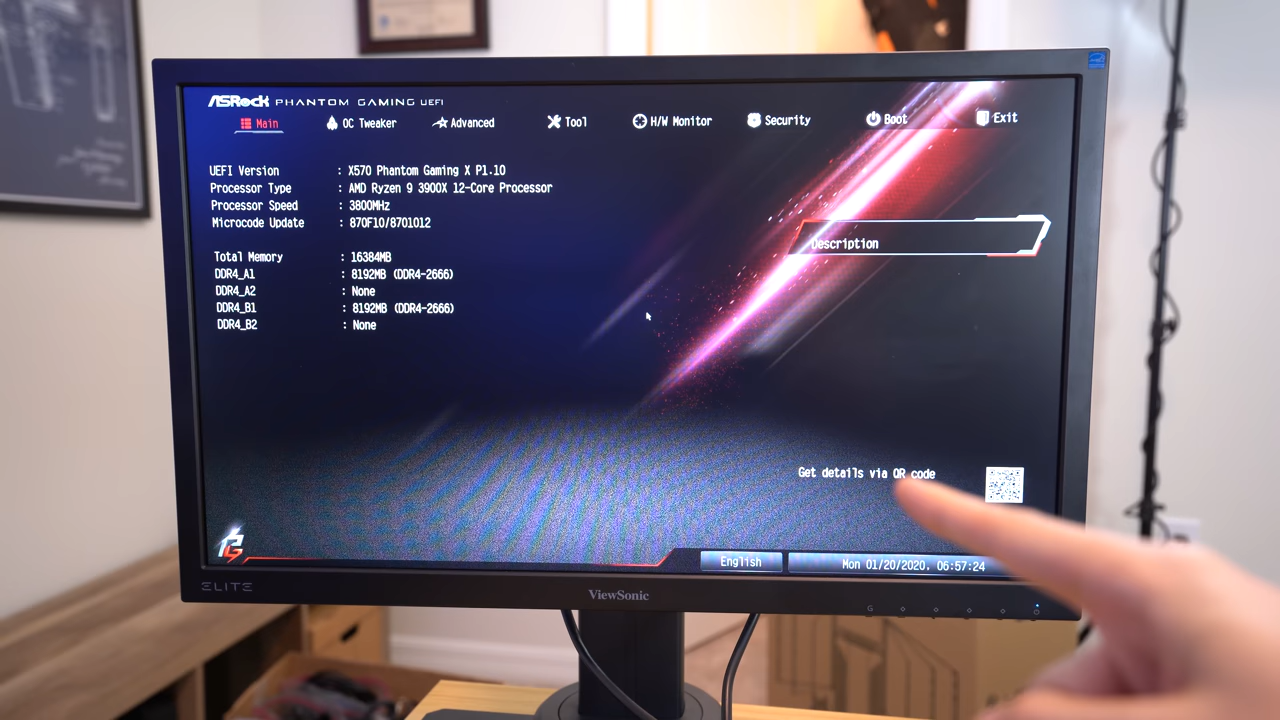 ASRock PHANTOM GAMING UEFI
Main OC Tweaker Advanced Tool H/W Monitor Security Boot Exit
UEFI Version : X570 Phantom Gaming X P1.10
Processor Type : AMD Ryzen 9 3900X 12-Core Processor
Processor Speed : 3800MHz
Microcode Update : 870F10/8701012
Total Memory : 16384MB
DDR4_A1 : 8192MB (DDR4-2666)
DDR4_A2 : None
DDR4_B1 : 8192MB (DDR4-2666)
DDR4_B2 : None
Description
Get details via QR code
English
Mon 01/20/2020, 06:57:24
ELITE
ViewSonic